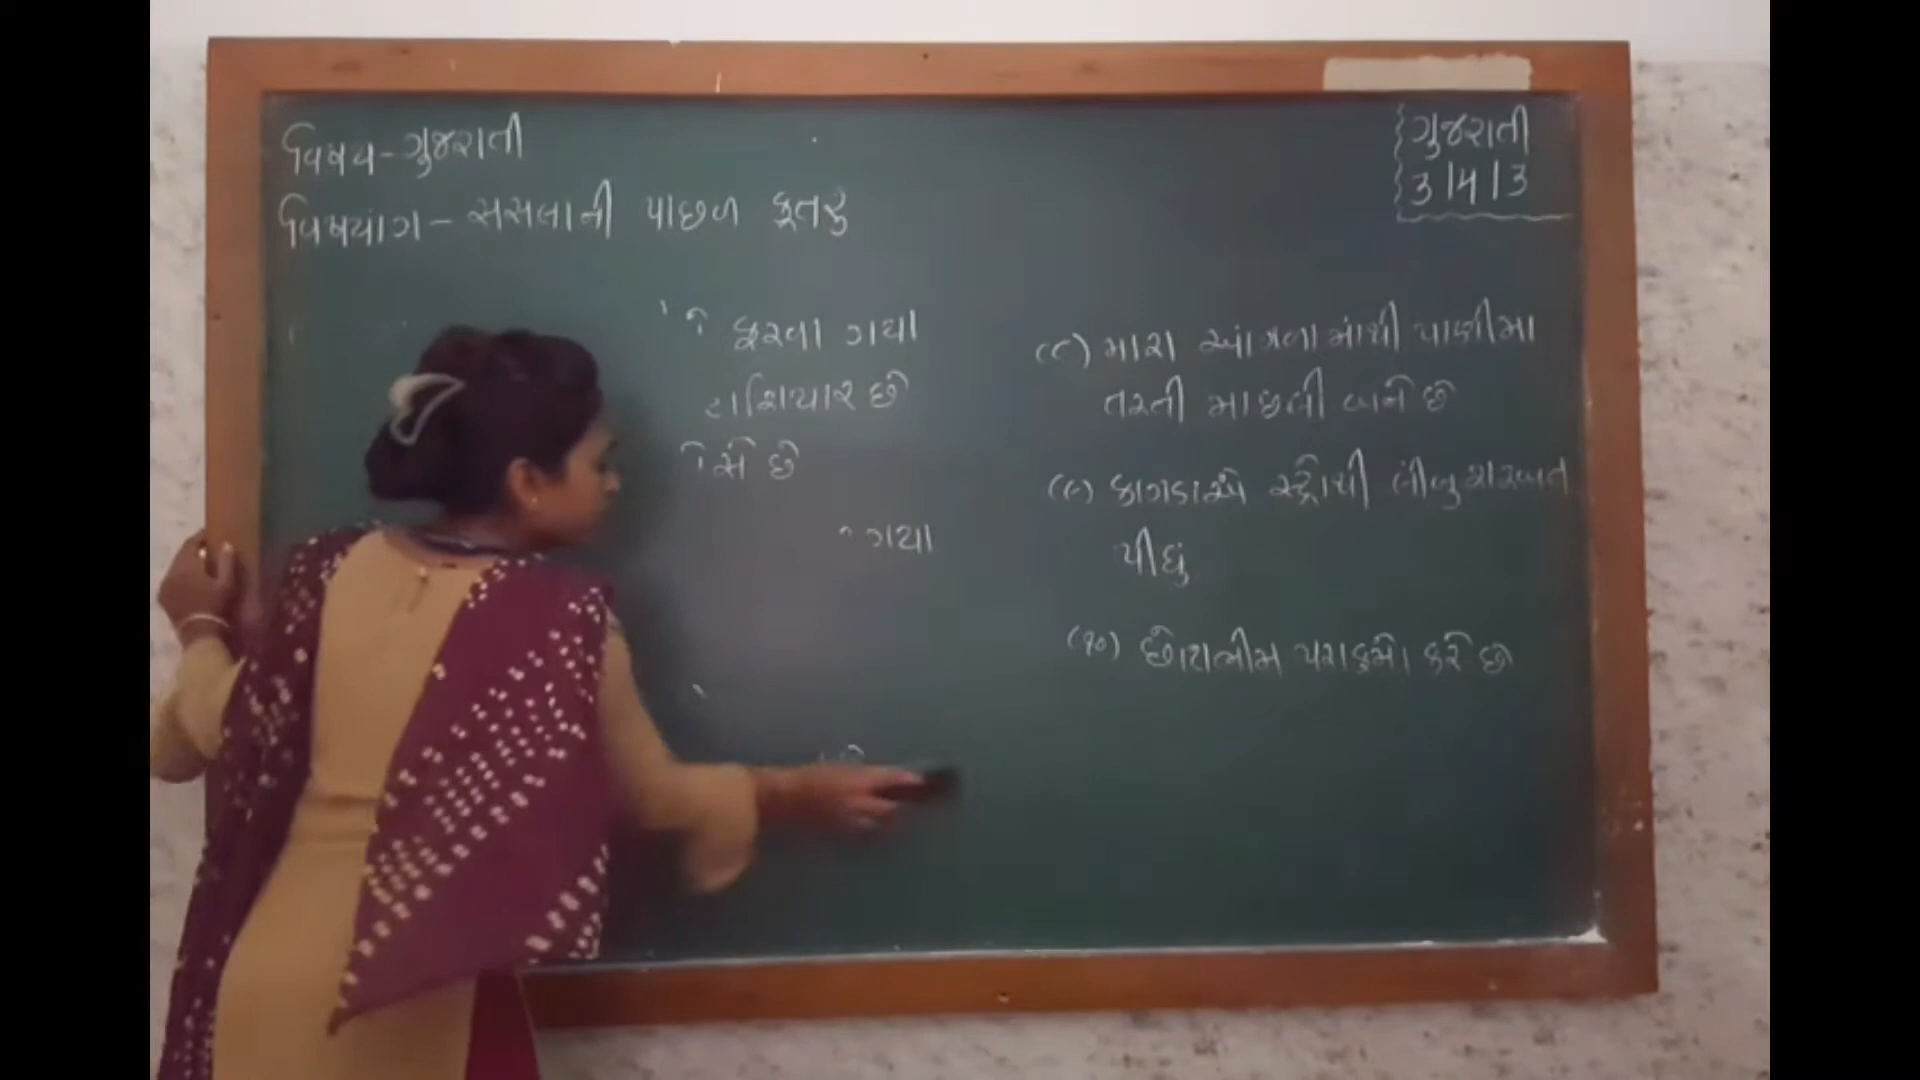 વિષય - ગુજરાતી
વિષયાંગ - સસલાની પાછળ કૂતરુ
ગુજરાતી
3/4/3
ફરવા ગયા
છે
છે
ગયા
(૮) મારા આંગળામાંથી પાણીમા
તરતી માછલી બને છે
(૯) કાગડાએ સ્ટ્રોથી લીંબુ શરબત
પીધું
(૧૦) છોટાભીમ પરાક્રમો કરે છે